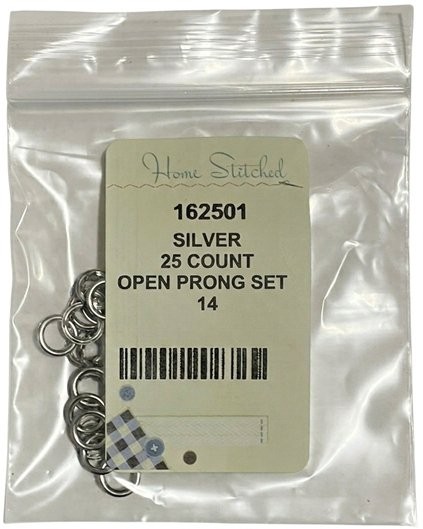 Home Stitched
162501
SILVER
25 COUNT
OPEN PRONG SET
14